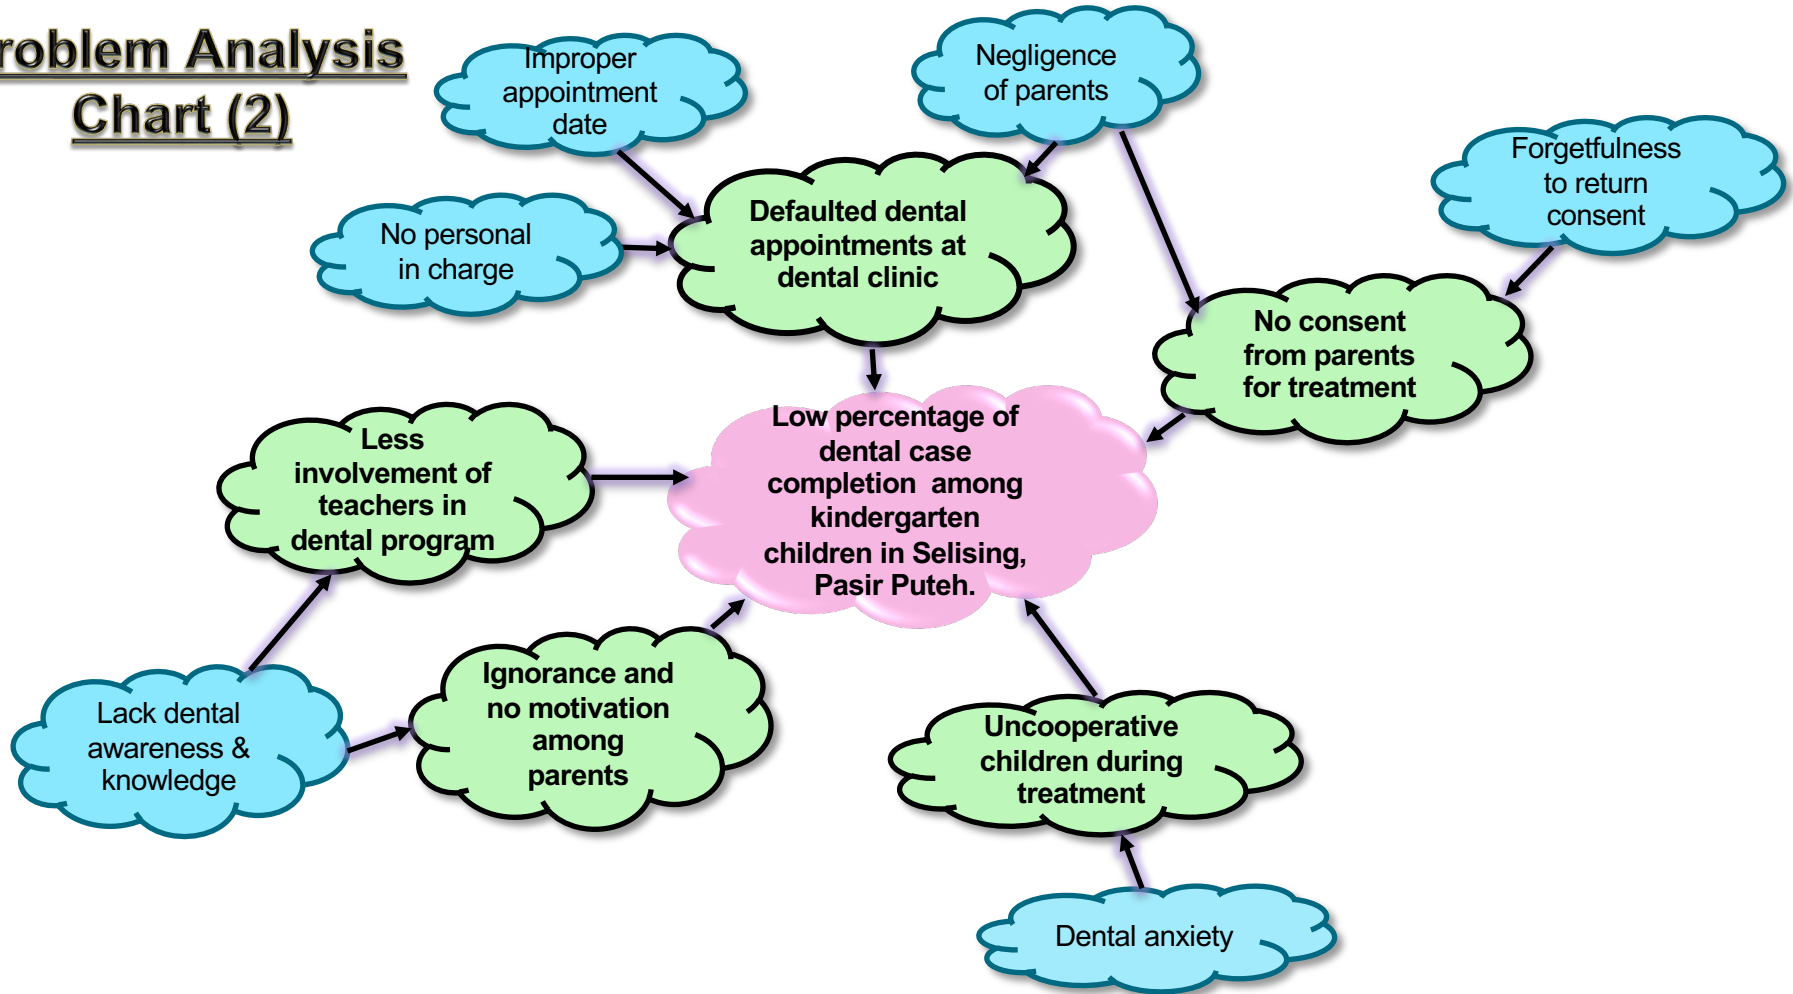 roblem Analysis
Chart (2)
Improper
appointment
date
Negligence
of parents
Forgetfulness
to return
consent
No personal
in charge
Defaulted dental
appointments at
dental clinic
No consent
from parents
for treatment
Less
involvement of
teachers in
dental program
Low percentage of
dental case
completion among
kindergarten
children in Selising,
Pasir Puteh.
Lack dental
awareness &
knowledge
Ignorance and
no motivation
among
parents
Uncooperative
children during
treatment
Dental anxiety